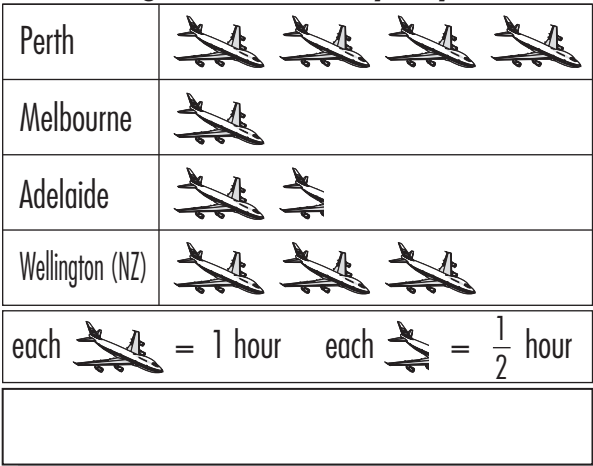 Perth
Melbourne
Adelaide
Wellington (NZ)
each = 1 hour each = 1/2 hour